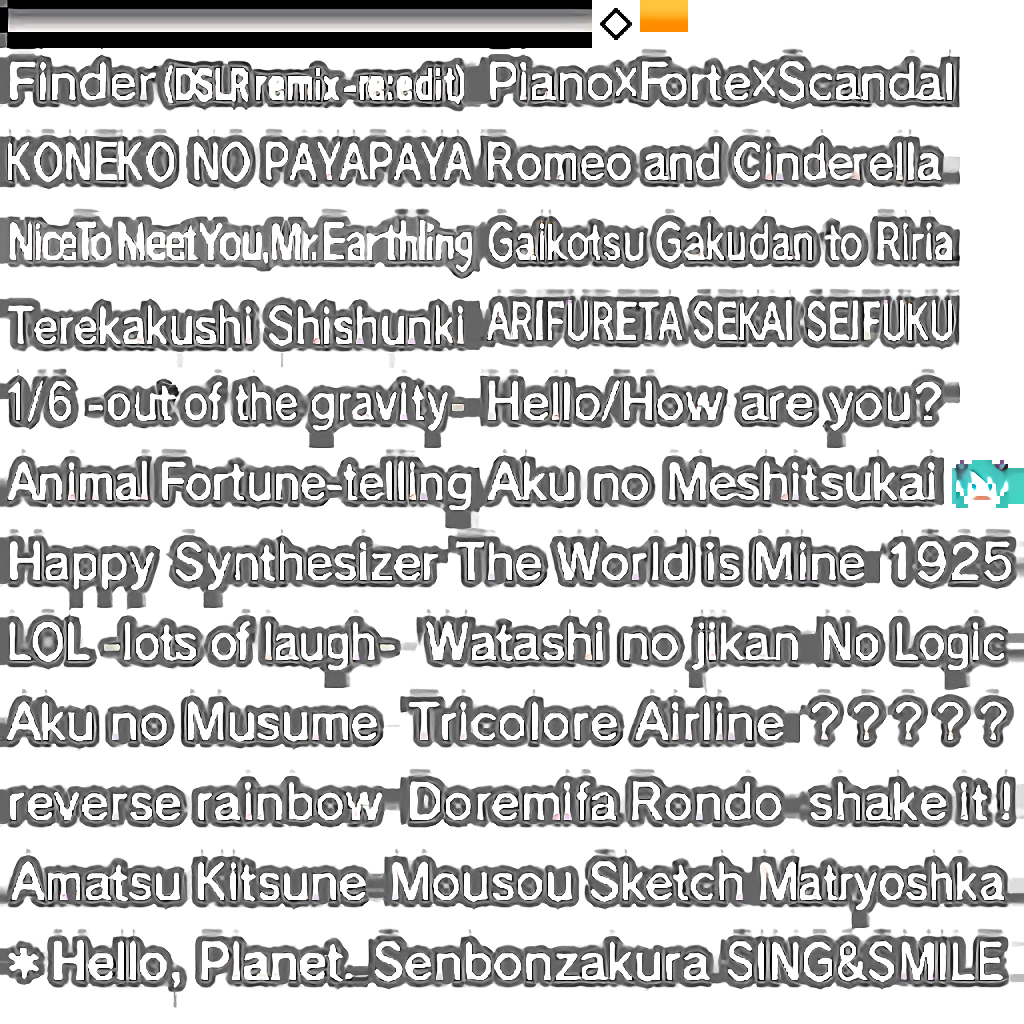 Finder (DSLR remix - re:edit) Piano×Forte×Scandal
KONEKO NO PAYAPAYA Romeo and Cinderella
Nice To Meet You, Mr. Earthling Gaikotsu Gakudan to Riria
Terekakushi Shishunki ARIFURETA SEKAI SEIFUKU
1/6 -out of the gravity- Hello/How are you?
Animal Fortune-telling Aku no Meshitsukai
Happy Synthesizer The World is Mine 1925
LOL -lots of laugh- Watashi no jikan No Logic
Aku no Musume Tricolore Airline ?????
reverse rainbow Doremifa Rondo shake it!
Amatsu Kitsune Mousou Sketch Matryoshka
*Hello, Planet. Senbonzakura SING&SMILE